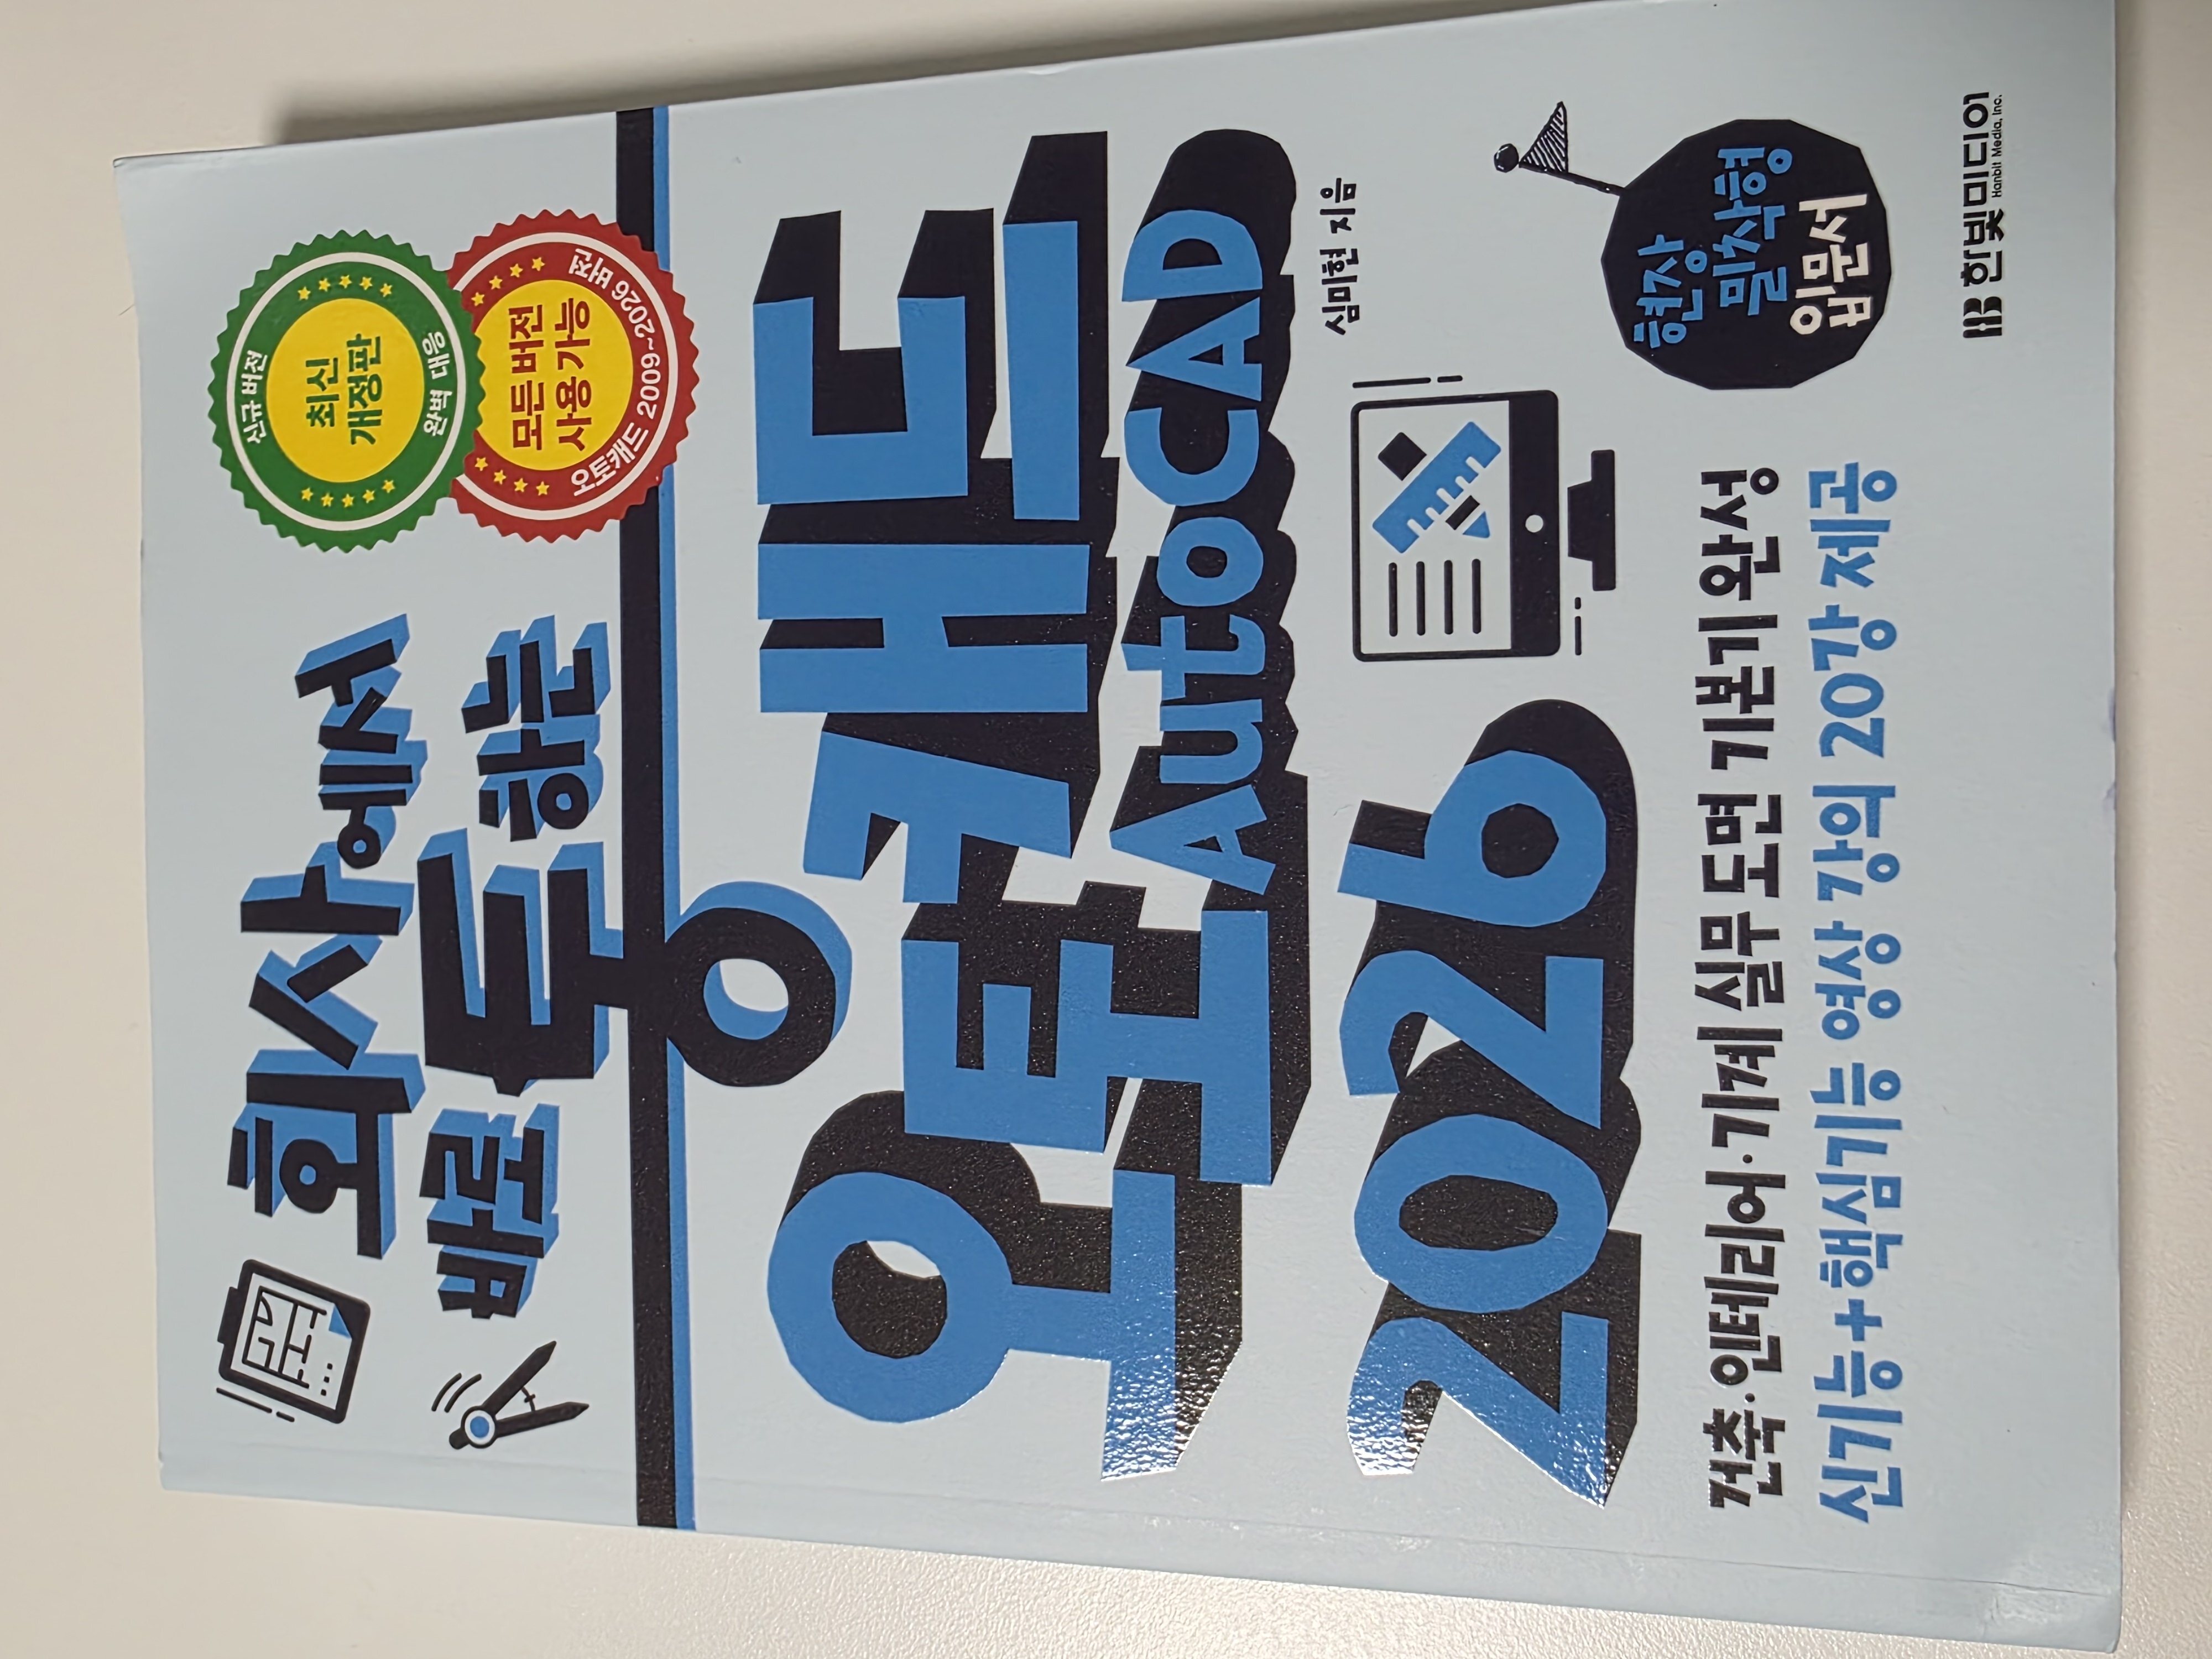 회사에서
바로 통하는
신규 버전
최신
개정판
완벽 대응
모든 버전
사용 가능
오토캐드 2009~2026 버전
오토캐드
AutoCAD
2026
심미현 지음
건축·인테리어·기계 실무 도면 기본기 완성
신기능+핵심기능 영상 강의 20강 제공
현장
밀착형
입문서
한빛미디어
Hanbit Media, Inc.